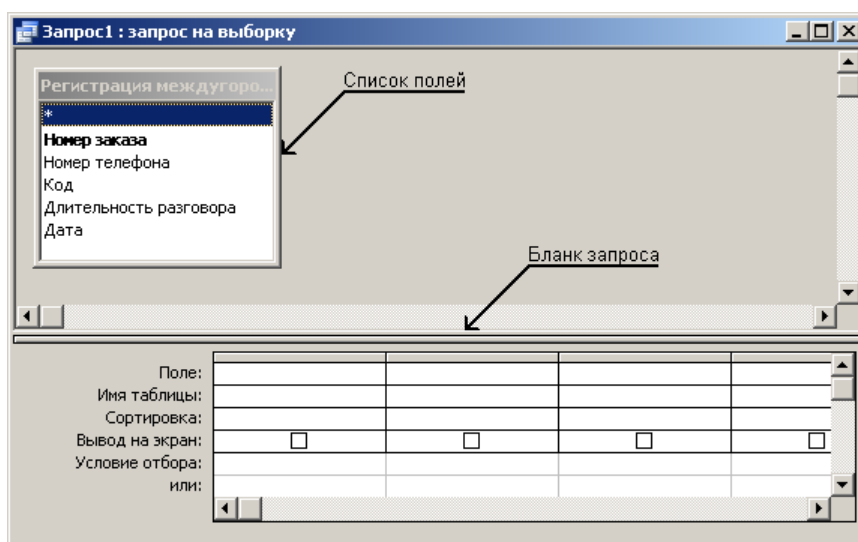 Запрос1 : запрос на выборку
Регистрация междугоро...
Список полей
*
Номер заказа
Номер телефона
Код
Длительность разговора
Дата
Бланк запроса
Поле:
Имя таблицы:
Сортировка:
Вывод на экран:
Условие отбора:
или: